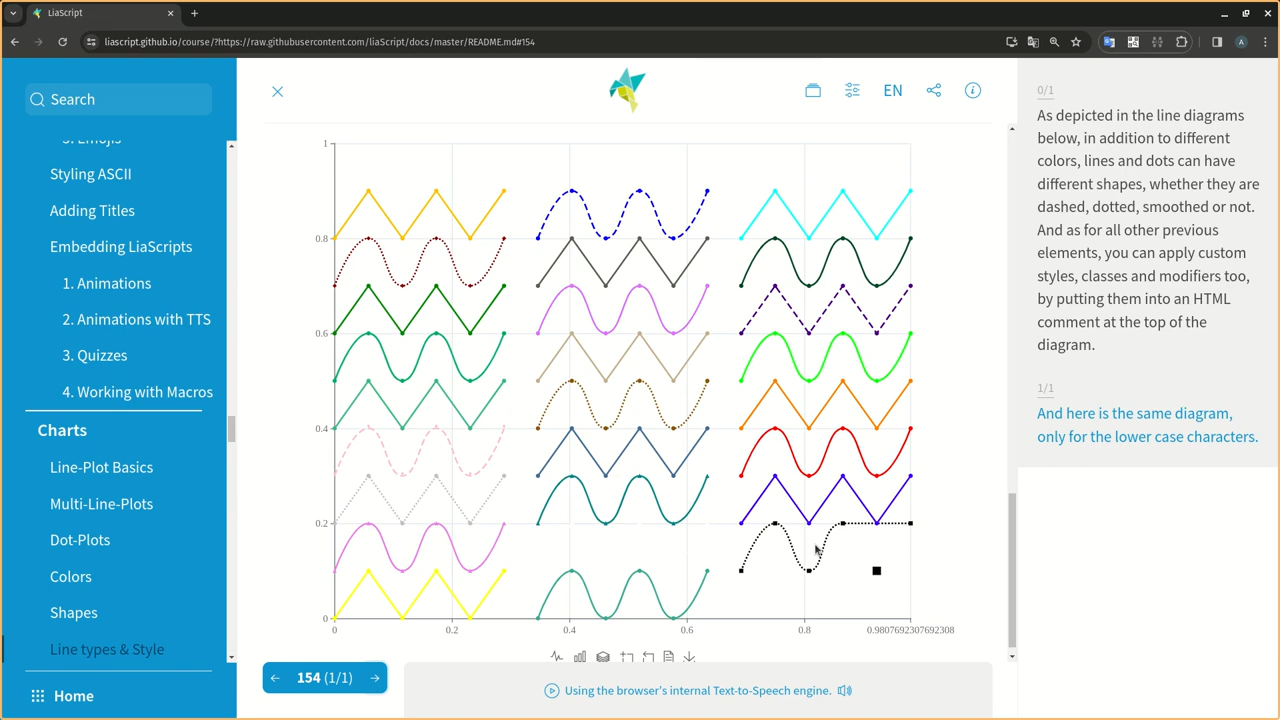 LiaScript
liascript.github.io/course/?https://raw.githubusercontent.com/liaScript/docs/master/README.md#154
A
Search
3. Emojis
Styling ASCII
Adding Titles
Embedding LiaScripts
1. Animations
2. Animations with TTS
3. Quizzes
4. Working with Macros
Charts
Line-Plot Basics
Multi-Line-Plots
Dot-Plots
Colors
Shapes
Line types & Style
Home
EN
1
0.8
0.6
0.4
0.2
0
0
0.2
0.4
0.6
0.8
0.9807692307692308
154 (1/1)
Using the browser's internal Text-to-Speech engine.
0/1
As depicted in the line diagrams
below, in addition to different
colors, lines and dots can have
different shapes, whether they are
dashed, dotted, smoothed or not.
And as for all other previous
elements, you can apply custom
styles, classes and modifiers too,
by putting them into an HTML
comment at the top of the
diagram.
1/1
And here is the same diagram,
only for the lower case characters.